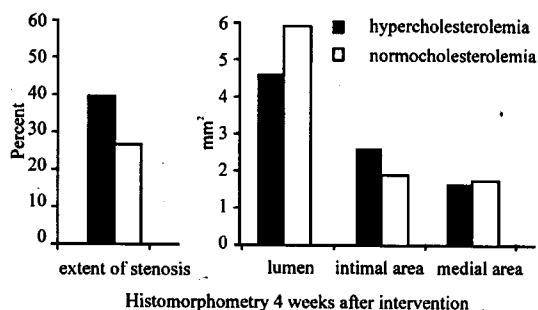 60
50
40
30
20
10
0
Percent
extent of stenosis
6
5
4
3
2
1
0
mm²
hypercholesterolemia
normocholesterolemia
lumen intimal area medial area
Histomorphometry 4 weeks after intervention